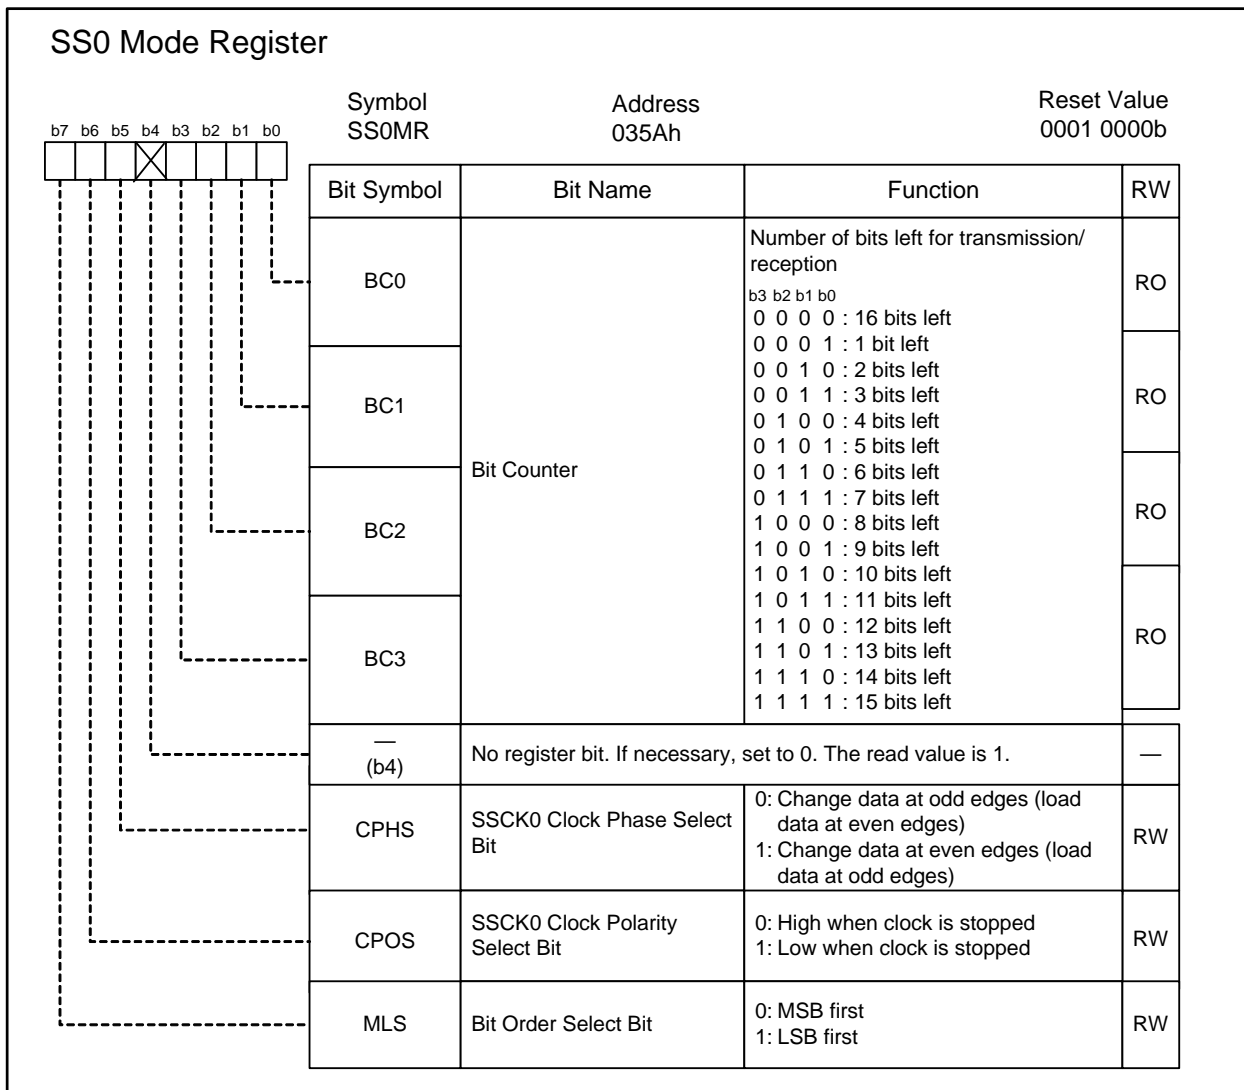 SS0 Mode Register
Symbol Address Reset Value
SS0MR 035Ah 0001 0000b
b7 b6 b5 b4 b3 b2 b1 b0
Bit Symbol Bit Name Function RW
BC0
BC1
BC2
BC3
Bit Counter
Number of bits left for transmission/
reception
b3 b2 b1 b0
0 0 0 0 : 16 bits left
0 0 0 1 : 1 bit left
0 0 1 0 : 2 bits left
0 0 1 1 : 3 bits left
0 1 0 0 : 4 bits left
0 1 0 1 : 5 bits left
0 1 1 0 : 6 bits left
0 1 1 1 : 7 bits left
1 0 0 0 : 8 bits left
1 0 0 1 : 9 bits left
1 0 1 0 : 10 bits left
1 0 1 1 : 11 bits left
1 1 0 0 : 12 bits left
1 1 0 1 : 13 bits left
1 1 1 0 : 14 bits left
1 1 1 1 : 15 bits left
RO
RO
RO
RO
—
(b4)
No register bit. If necessary, set to 0. The read value is 1.
—
CPHS
SSCK0 Clock Phase Select
Bit
0: Change data at odd edges (load
data at even edges)
1: Change data at even edges (load
data at odd edges)
RW
CPOS
SSCK0 Clock Polarity
Select Bit
0: High when clock is stopped
1: Low when clock is stopped
RW
MLS
Bit Order Select Bit
0: MSB first
1: LSB first
RW